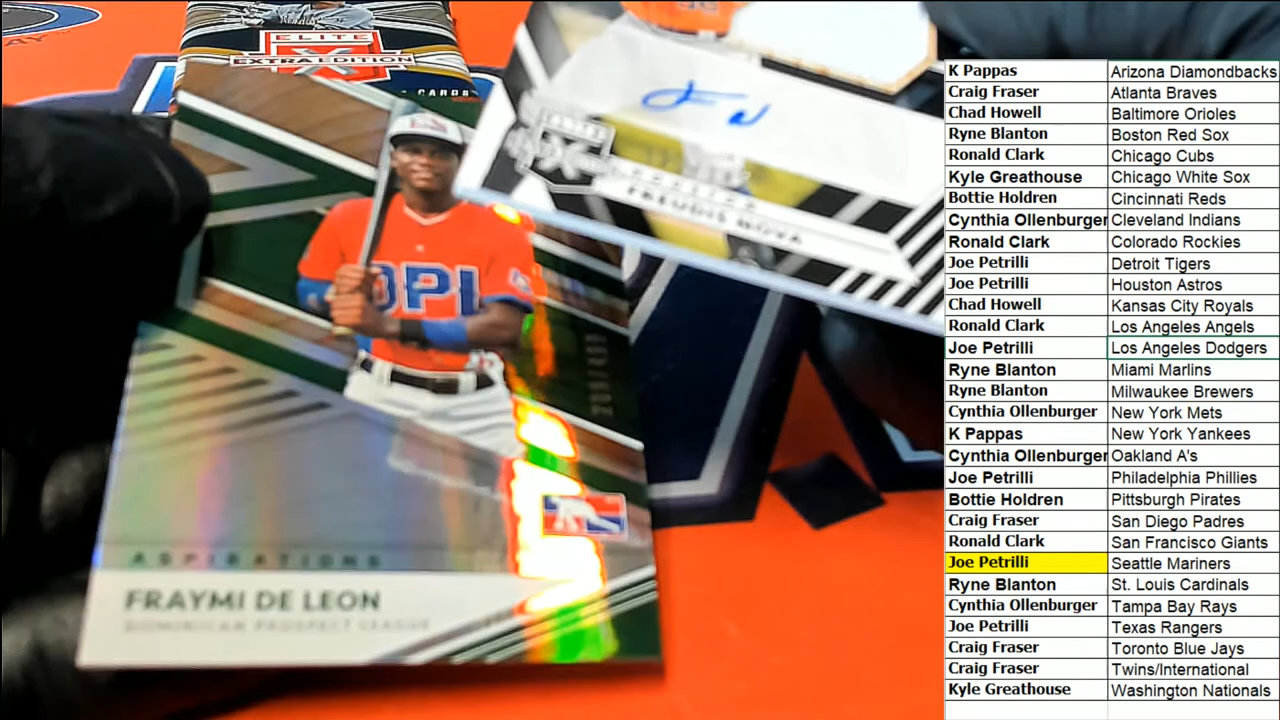 ELITE
EXTRA EDITION
CARDS
FREUDIS NOVA
DPL
ASPIRATIONS
FRAYMI DE LEON
DOMINICAN PROSPECT LEAGUE
K Pappas Arizona Diamondbacks
Craig Fraser Atlanta Braves
Chad Howell Baltimore Orioles
Ryne Blanton Boston Red Sox
Ronald Clark Chicago Cubs
Kyle Greathouse Chicago White Sox
Bottie Holdren Cincinnati Reds
Cynthia Ollenburger Cleveland Indians
Ronald Clark Colorado Rockies
Joe Petrilli Detroit Tigers
Joe Petrilli Houston Astros
Chad Howell Kansas City Royals
Ronald Clark Los Angeles Angels
Joe Petrilli Los Angeles Dodgers
Ryne Blanton Miami Marlins
Ryne Blanton Milwaukee Brewers
Cynthia Ollenburger New York Mets
K Pappas New York Yankees
Cynthia Ollenburger Oakland A's
Joe Petrilli Philadelphia Phillies
Bottie Holdren Pittsburgh Pirates
Craig Fraser San Diego Padres
Ronald Clark San Francisco Giants
Joe Petrilli Seattle Mariners
Ryne Blanton St. Louis Cardinals
Cynthia Ollenburger Tampa Bay Rays
Joe Petrilli Texas Rangers
Craig Fraser Toronto Blue Jays
Craig Fraser Twins/International
Kyle Greathouse Washington Nationals